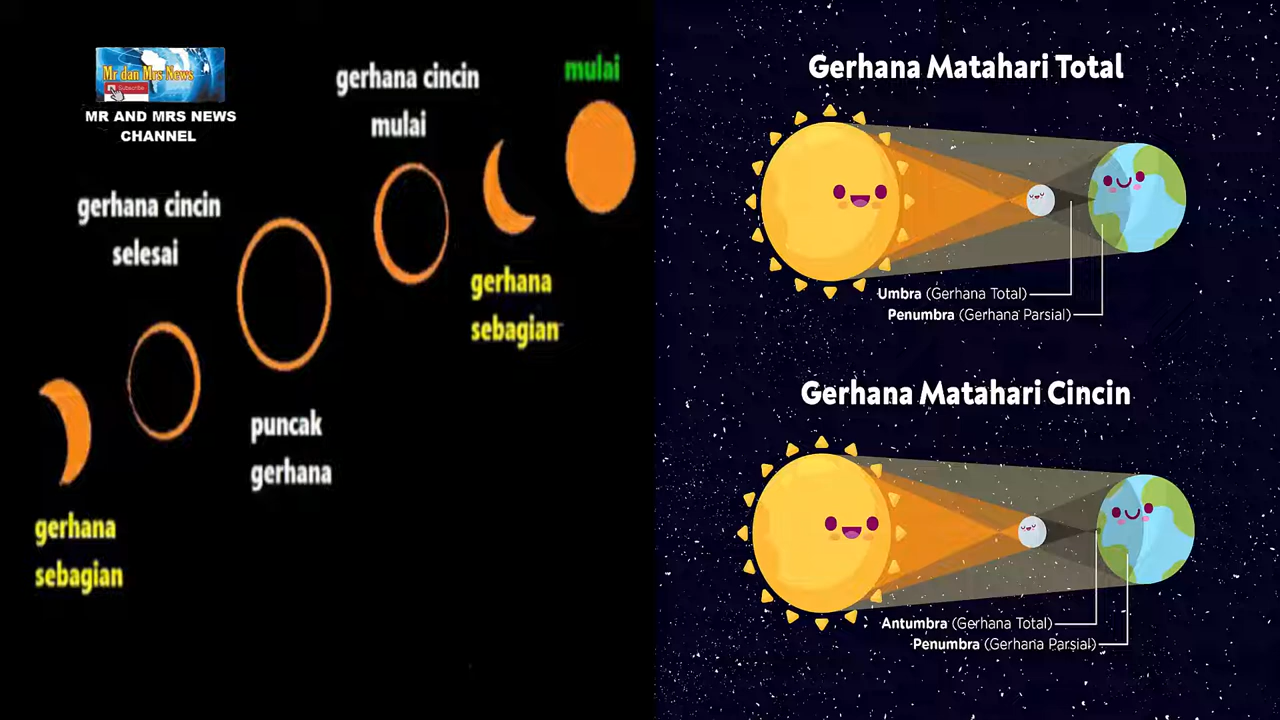 Mr dan Mrs News
Subscribe
MR AND MRS NEWS
CHANNEL
gerhana cincin
mulai
mulai
gerhana cincin
selesai
gerhana
sebagian
puncak
gerhana
gerhana
sebagian
Gerhana Matahari Total
Umbra (Gerhana Total)
Penumbra (Gerhana Parsial)
Gerhana Matahari Cincin
Antumbra (Gerhana Total)
Penumbra (Gerhana Parsial)